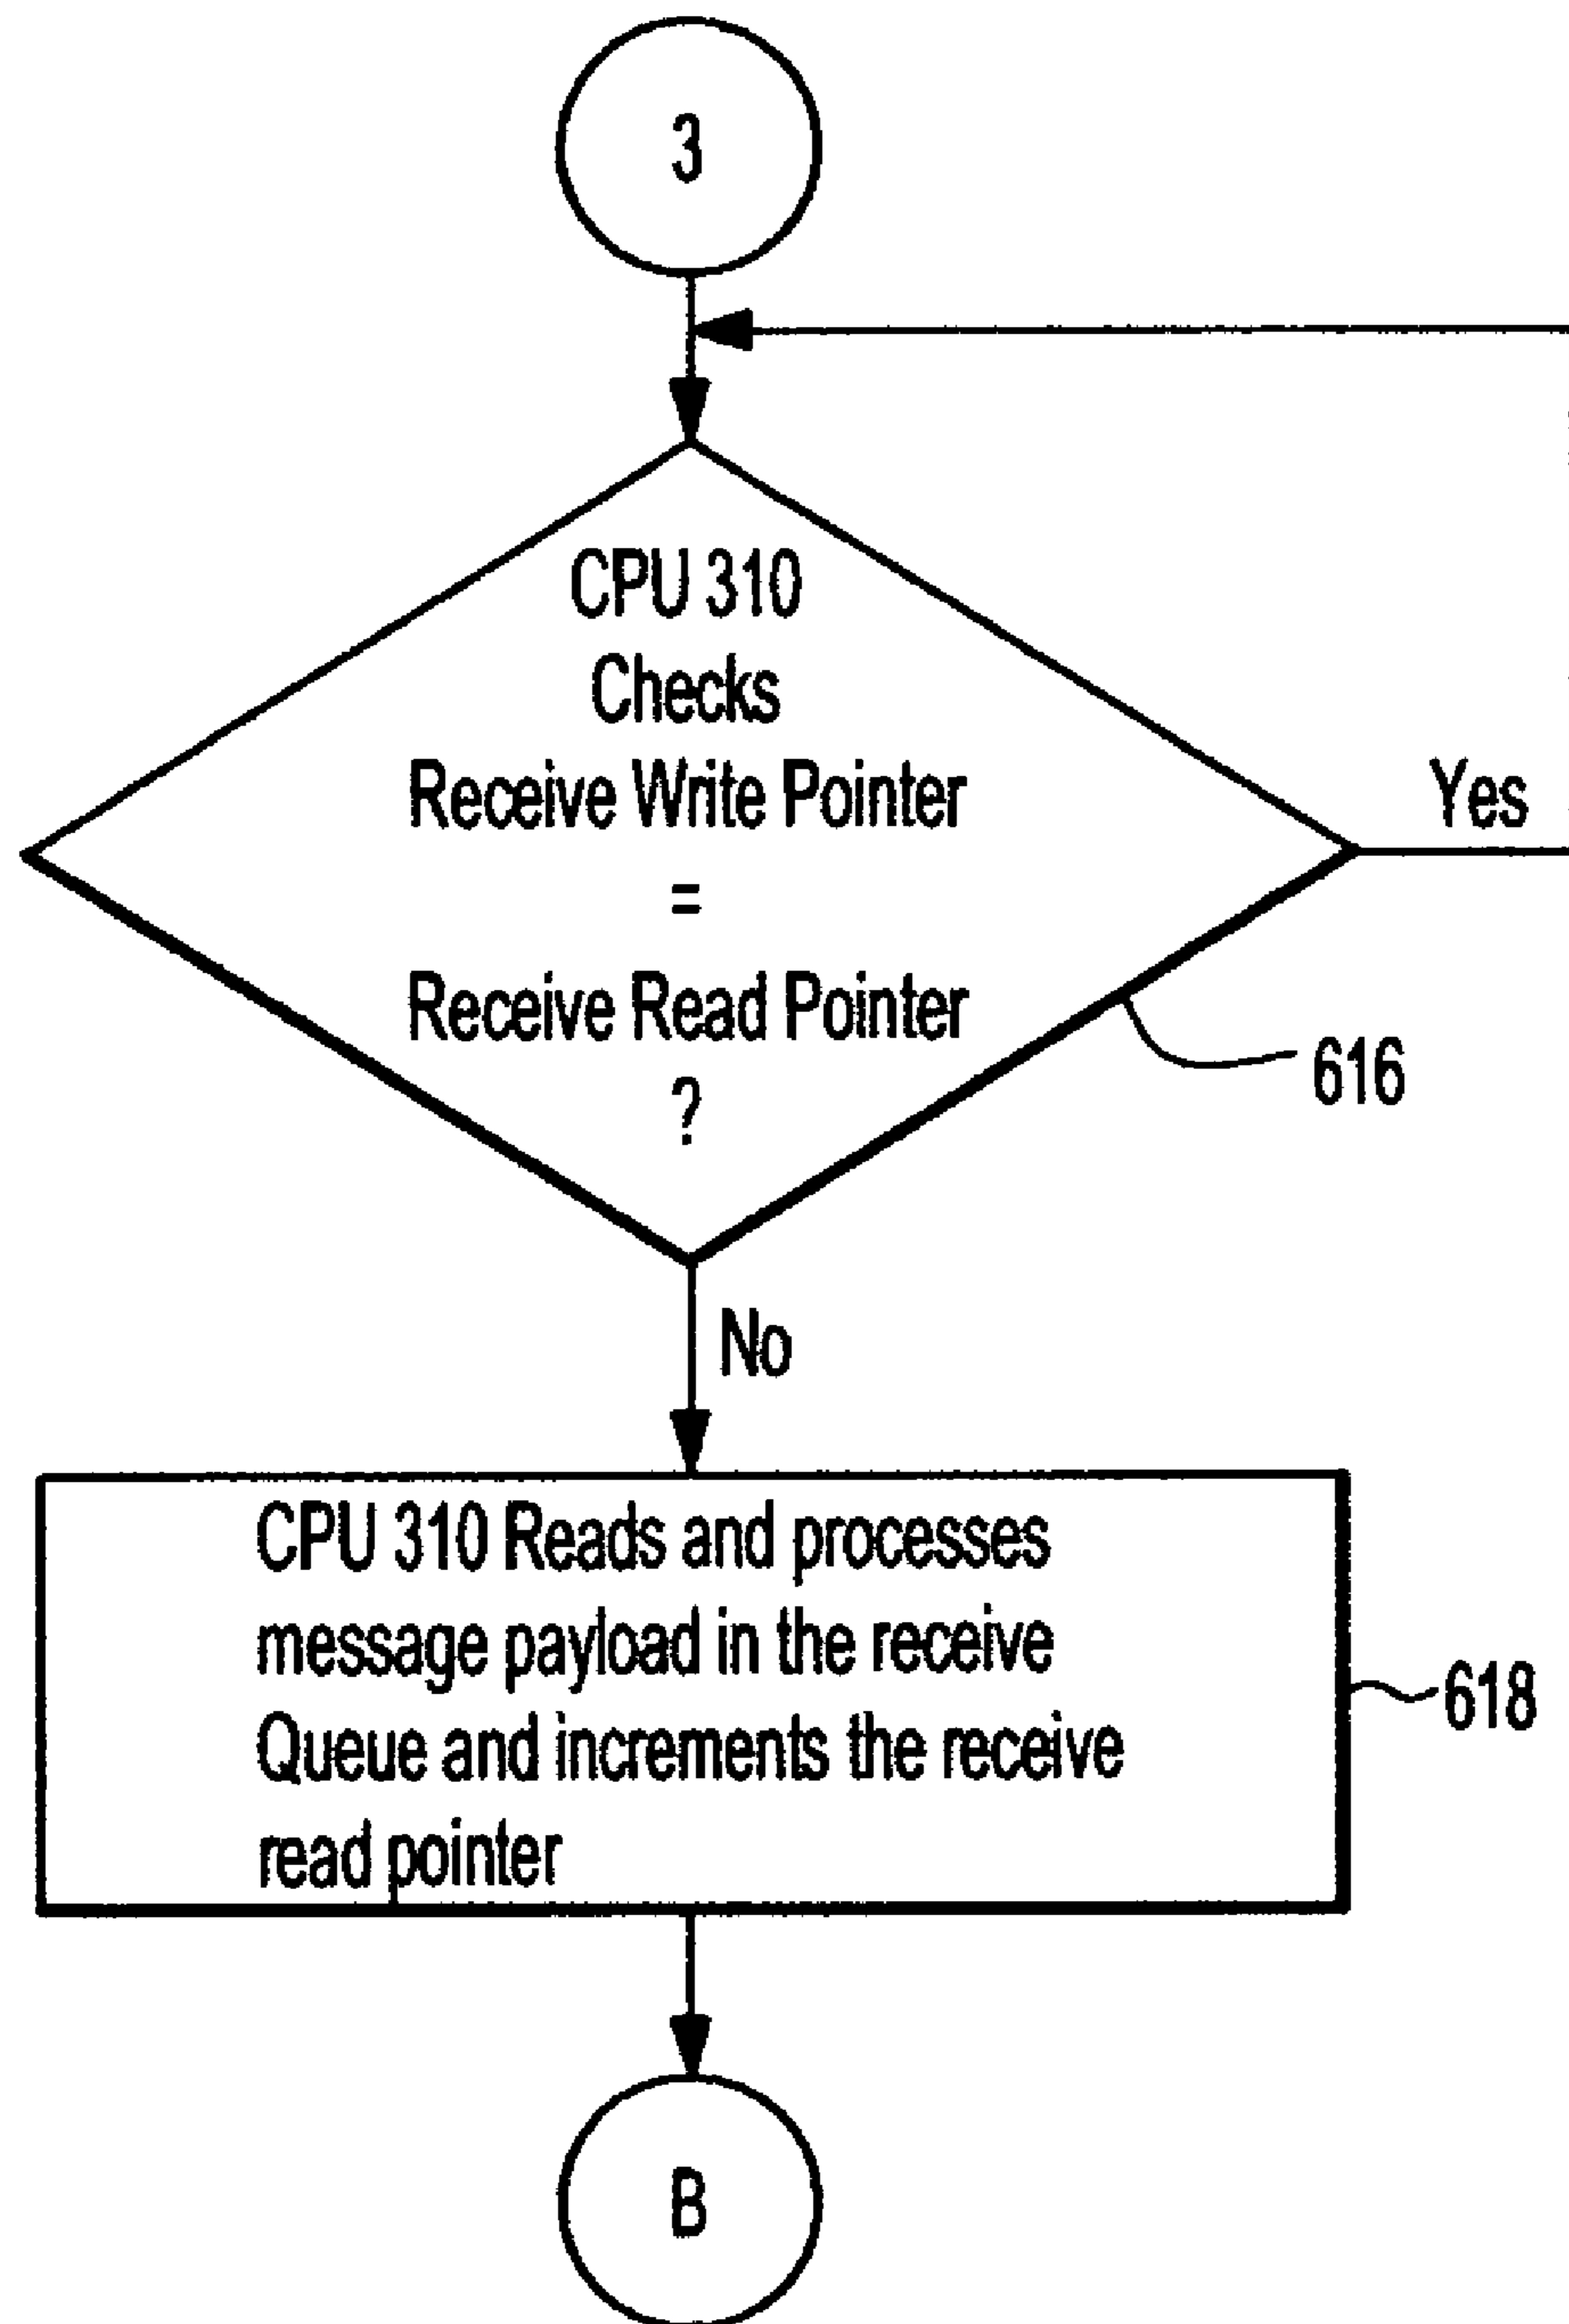 3
CPU 310
Checks
Receive Write Pointer
=
Receive Read Pointer
?
Yes
616
No
CPU 310 Reads and processes
message payload in the receive
Queue and increments the receive
read pointer
618
B